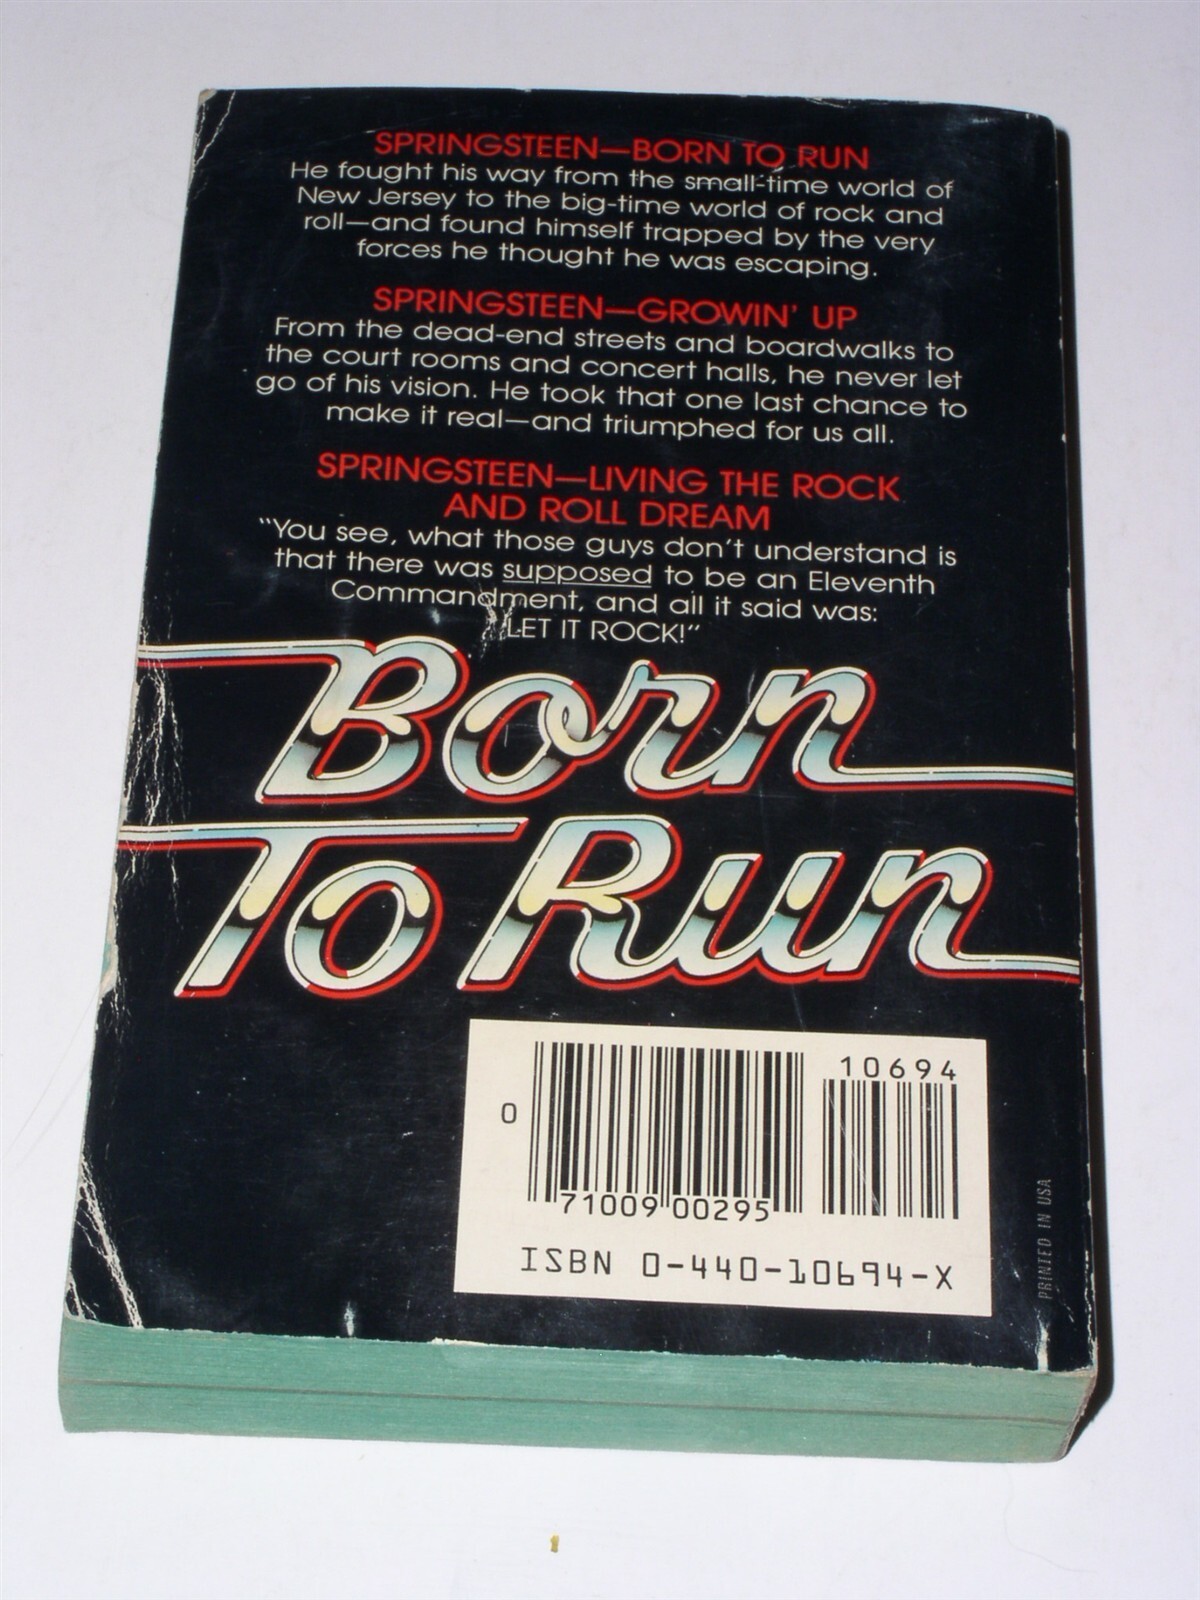 SPRINGSTEEN—BORN TO RUN
He fought his way from the small-time world of
New Jersey to the big-time world of rock and
roll—and found himself trapped by the very
forces he thought he was escaping.
SPRINGSTEEN—GROWIN' UP
From the dead-end streets and boardwalks to
the court rooms and concert halls, he never let
go of his vision. He took that one last chance to
make it real—and triumphed for us all.
SPRINGSTEEN—LIVING THE ROCK
AND ROLL DREAM
"You see, what those guys don't understand is
that there was supposed to be an Eleventh
Commandment, and all it said was:
LET IT ROCK!"
Born
To Run
10694
0
71009 00295
ISBN 0-440-10694-X
PRINTED IN USA